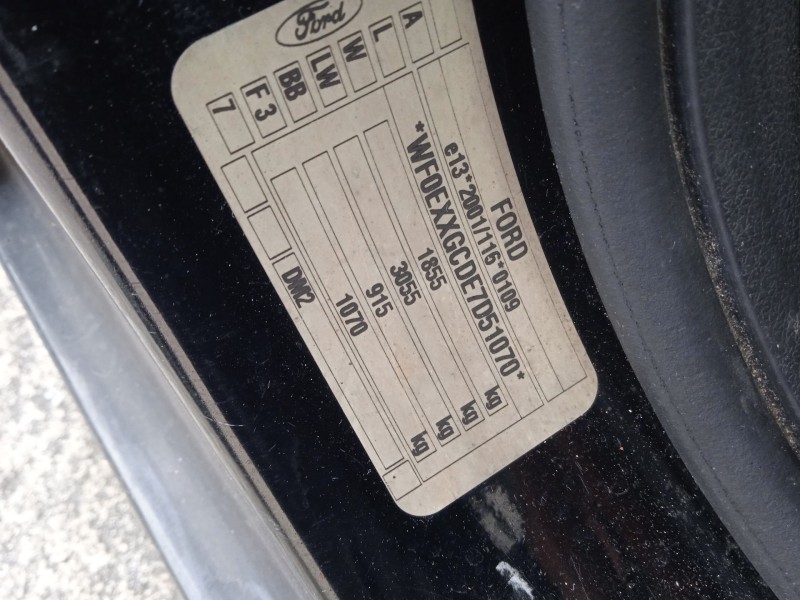 Ford
FORD
e13*2001/116*0109
*WF0EXXGCDE7D51070*
1855 kg
3055 kg
915 kg
1070 kg
DM2
A
L
W
LW
BB
F 3
7